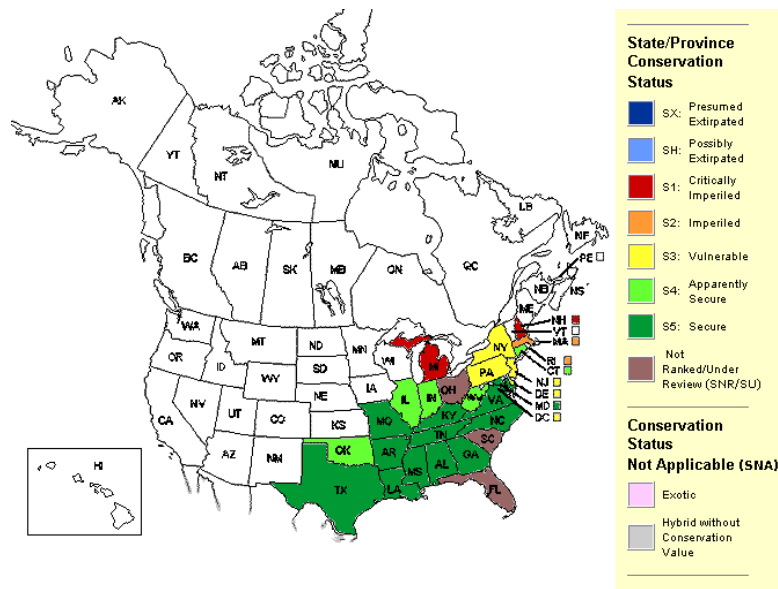 AK
YT
NT
NU
BC
AB
SK
MB
ON
QC
LB
NF
PE
NB
NS
ME
WA
MT
ND
MN
OR
ID
WY
SD
WI
MI
NY
NH
VT
MA
RI
CT
NJ
DE
MD
DC
NV
UT
CO
NE
IA
IL
IN
OH
PA
WV
VA
CA
AZ
NM
KS
MO
KY
NC
OK
AR
TN
SC
TX
LA
MS
AL
GA
FL
HI
State/Province
Conservation
Status
SX: Presumed
Extirpated
SH: Possibly
Extirpated
S1: Critically
Imperiled
S2: Imperiled
S3: Vulnerable
S4: Apparently
Secure
S5: Secure
Not
Ranked/Under
Review (SNR/SU)
Conservation
Status
Not Applicable (SNA)
Exotic
Hybrid without
Conservation
Value